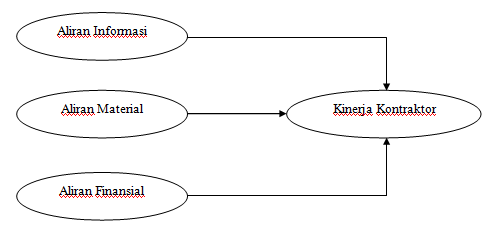 Aliran Informasi
Aliran Material
Kinerja Kontraktor
Aliran Finansial